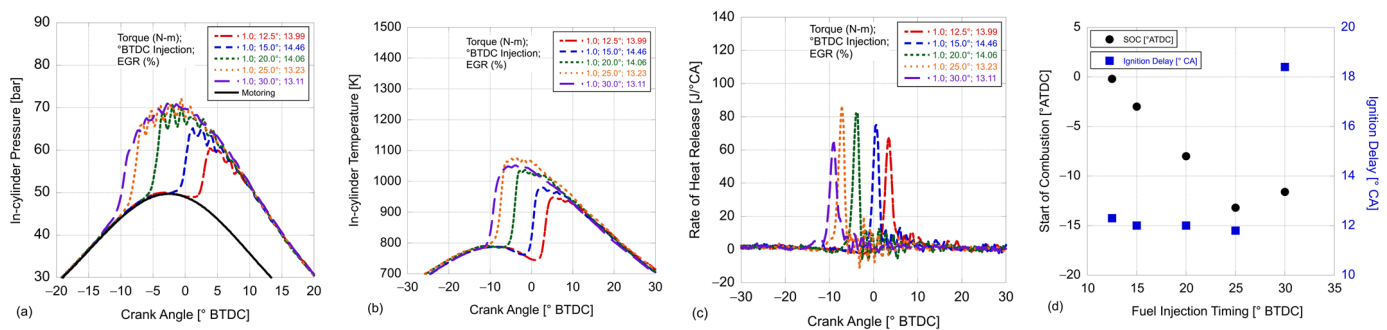 In-cylinder Pressure [bar]
100
90
80
70
60
50
40
30
Torque (N-m);
°BTDC Injection;
EGR (%)
1.0; 12.5°; 13.99
1.0; 15.0°; 14.46
1.0; 20.0°; 14.06
1.0; 25.0°; 13.23
1.0; 30.0°; 13.11
Motoring
−20 −15 −10 −5 0 5 10 15 20
(a)
Crank Angle [° BTDC]
In-cylinder Temperature [K]
1500
1400
1300
1200
1100
1000
900
800
700
Torque (N-m);
°BTDC Injection;
EGR (%)
1.0; 12.5°; 13.99
1.0; 15.0°; 14.46
1.0; 20.0°; 14.06
1.0; 25.0°; 13.23
1.0; 30.0°; 13.11
−30 −20 −10 0 10 20 30
(b)
Crank Angle [° BTDC]
Rate of Heat Release [J/°CA]
140
120
100
80
60
40
20
0
−20
Torque (N-m);
°BTDC Injection;
EGR (%)
1.0; 12.5°; 13.99
1.0; 15.0°; 14.46
1.0; 20.0°; 14.06
1.0; 25.0°; 13.23
1.0; 30.0°; 13.11
−30 −20 −10 0 10 20 30
(c)
Crank Angle [° BTDC]
Start of Combustion [°ATDC]
5
0
−5
−10
−15
−20
SOC [°ATDC]
Ignition Delay [° CA]
20
18
16
14
12
10
Ignition Delay [° CA]
10 15 20 25 30 35
(d)
Fuel Injection Timing [° BTDC]